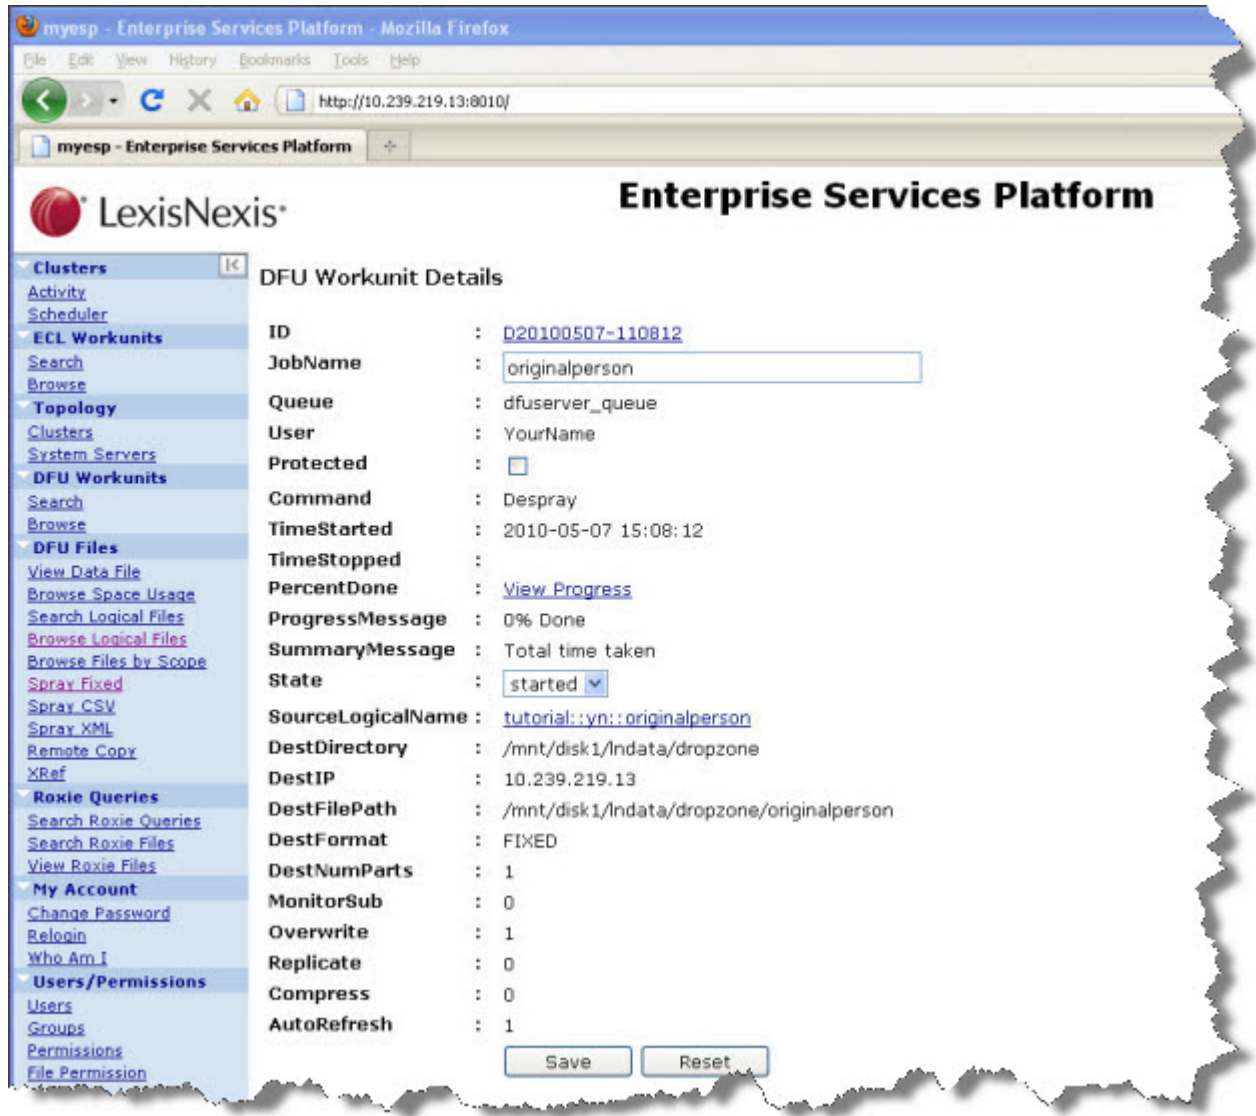 myesp - Enterprise Services Platform - Mozilla Firefox
File Edit View History Bookmarks Tools Help
http://10.239.219.13:8010/
myesp - Enterprise Services Platform
LexisNexis
Enterprise Services Platform
Clusters
Activity
Scheduler
ECL Workunits
Search
Browse
Topology
Clusters
System Servers
DFU Workunits
Search
Browse
DFU Files
View Data File
Browse Space Usage
Search Logical Files
Browse Logical Files
Browse Files by Scope
Spray Fixed
Spray CSV
Spray XML
Remote Copy
XRef
Roxie Queries
Search Roxie Queries
Search Roxie Files
View Roxie Files
My Account
Change Password
Relogin
Who Am I
Users/Permissions
Users
Groups
Permissions
File Permission
DFU Workunit Details
ID : D20100507-110812
JobName : originalperson
Queue : dfuserver_queue
User : YourName
Protected :
Command : Despray
TimeStarted : 2010-05-07 15:08:12
TimeStopped :
PercentDone : View Progress
ProgressMessage : 0% Done
SummaryMessage : Total time taken
State : started
SourceLogicalName : tutorial::yn::originalperson
DestDirectory : /mnt/disk1/lndata/dropzone
DestIP : 10.239.219.13
DestFilePath : /mnt/disk1/lndata/dropzone/originalperson
DestFormat : FIXED
DestNumParts : 1
MonitorSub : 0
Overwrite : 1
Replicate : 0
Compress : 0
AutoRefresh : 1
Save Reset